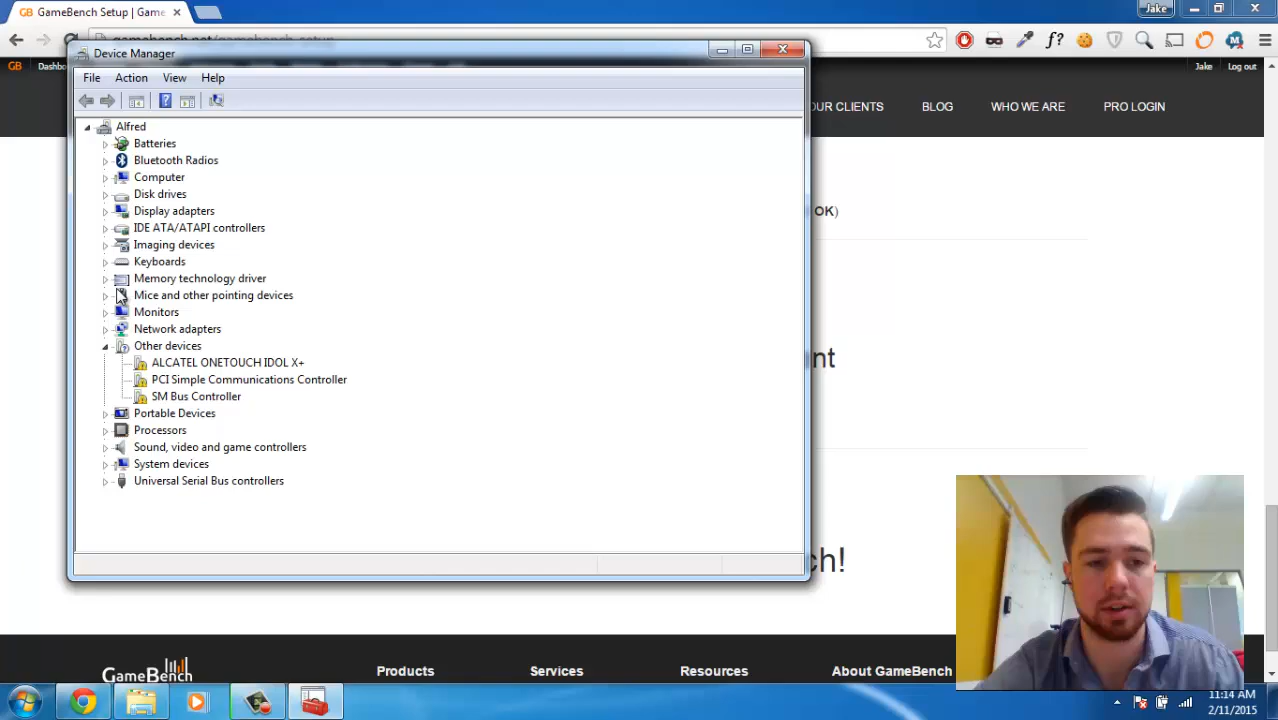 GB GameBench Setup | Game
Jake
gamebench.net/gamebench_setup
f?
GB Dashbo
Jake Log out
Device Manager
File Action View Help
OUR CLIENTS BLOG WHO WE ARE PRO LOGIN
Alfred
Batteries
Bluetooth Radios
Computer
Disk drives
Display adapters
OK)
IDE ATA/ATAPI controllers
Imaging devices
Keyboards
Memory technology driver
Mice and other pointing devices
Monitors
Network adapters
Other devices
nt
ALCATEL ONETOUCH IDOL X+
PCI Simple Communications Controller
SM Bus Controller
Portable Devices
Processors
Sound, video and game controllers
System devices
Universal Serial Bus controllers
ch!
GameBench
Products Services Resources About GameBench
11:14 AM
2/11/2015